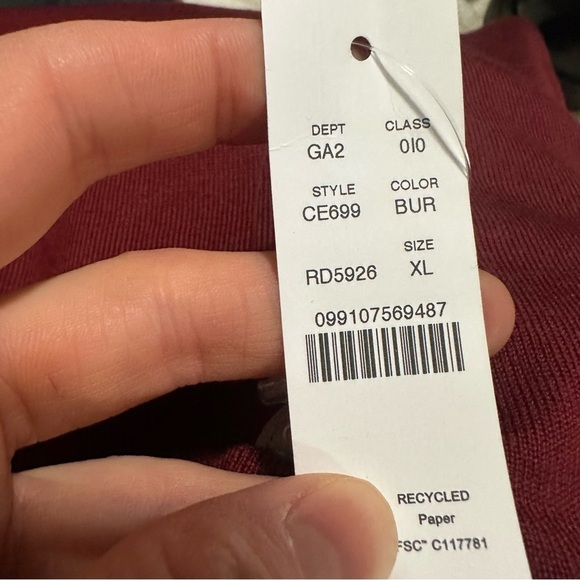 DEPT CLASS
GA2 010
STYLE COLOR
CE699 BUR
SIZE
RD5926 XL
099107569487
RECYCLED
Paper
FSC™ C117781